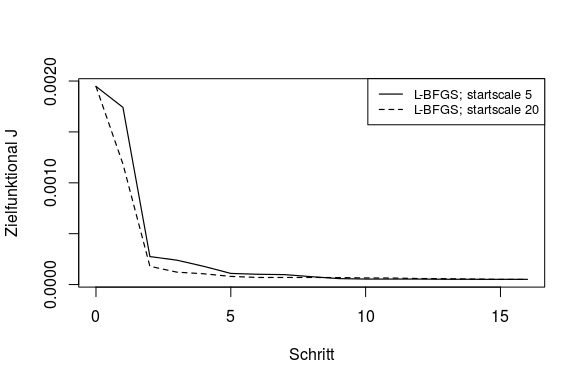 Zielfunktional J
0.0020
0.0010
0.0000
L-BFGS; startscale 5
L-BFGS; startscale 20
0 5 10 15
Schritt